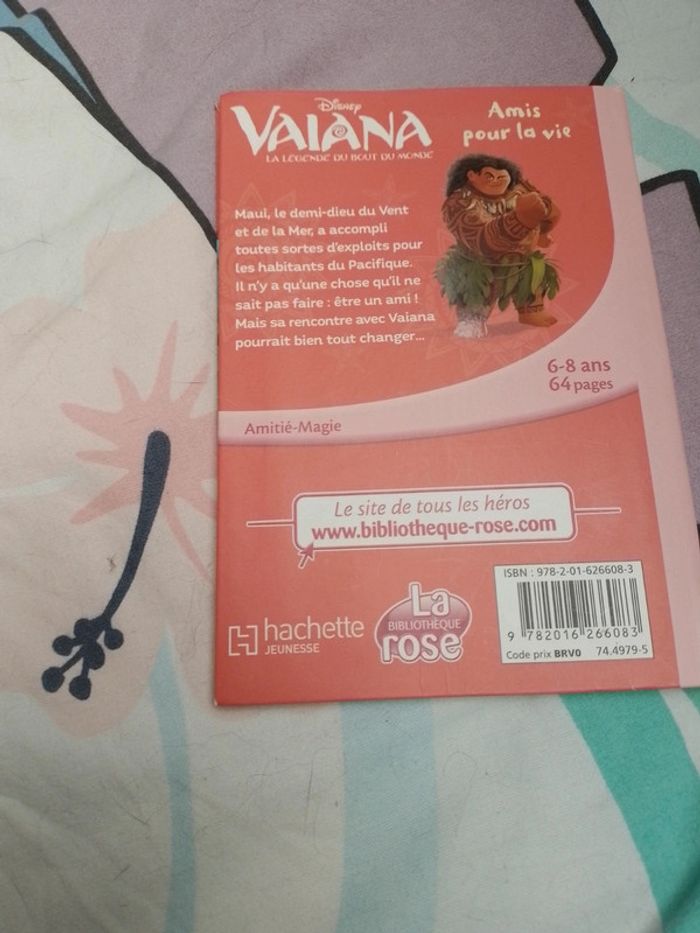 Disney
VAIANA
LA LÉGENDE DU BOUT DU MONDE
Amis
pour la vie
Maui, le demi-dieu du Vent
et de la Mer, a accompli
toutes sortes d'exploits pour
les habitants du Pacifique.
Il n'y a qu'une chose qu'il ne
sait pas faire : être un ami !
Mais sa rencontre avec Vaiana
pourrait bien tout changer...
6-8 ans
64 pages
Amitié-Magie
Le site de tous les héros
www.bibliotheque-rose.com
hachette
JEUNESSE
La
BIBLIOTHÈQUE
rose
ISBN : 978-2-01-626608-3
9 782016 266083
Code prix BRV0 74.4979-5